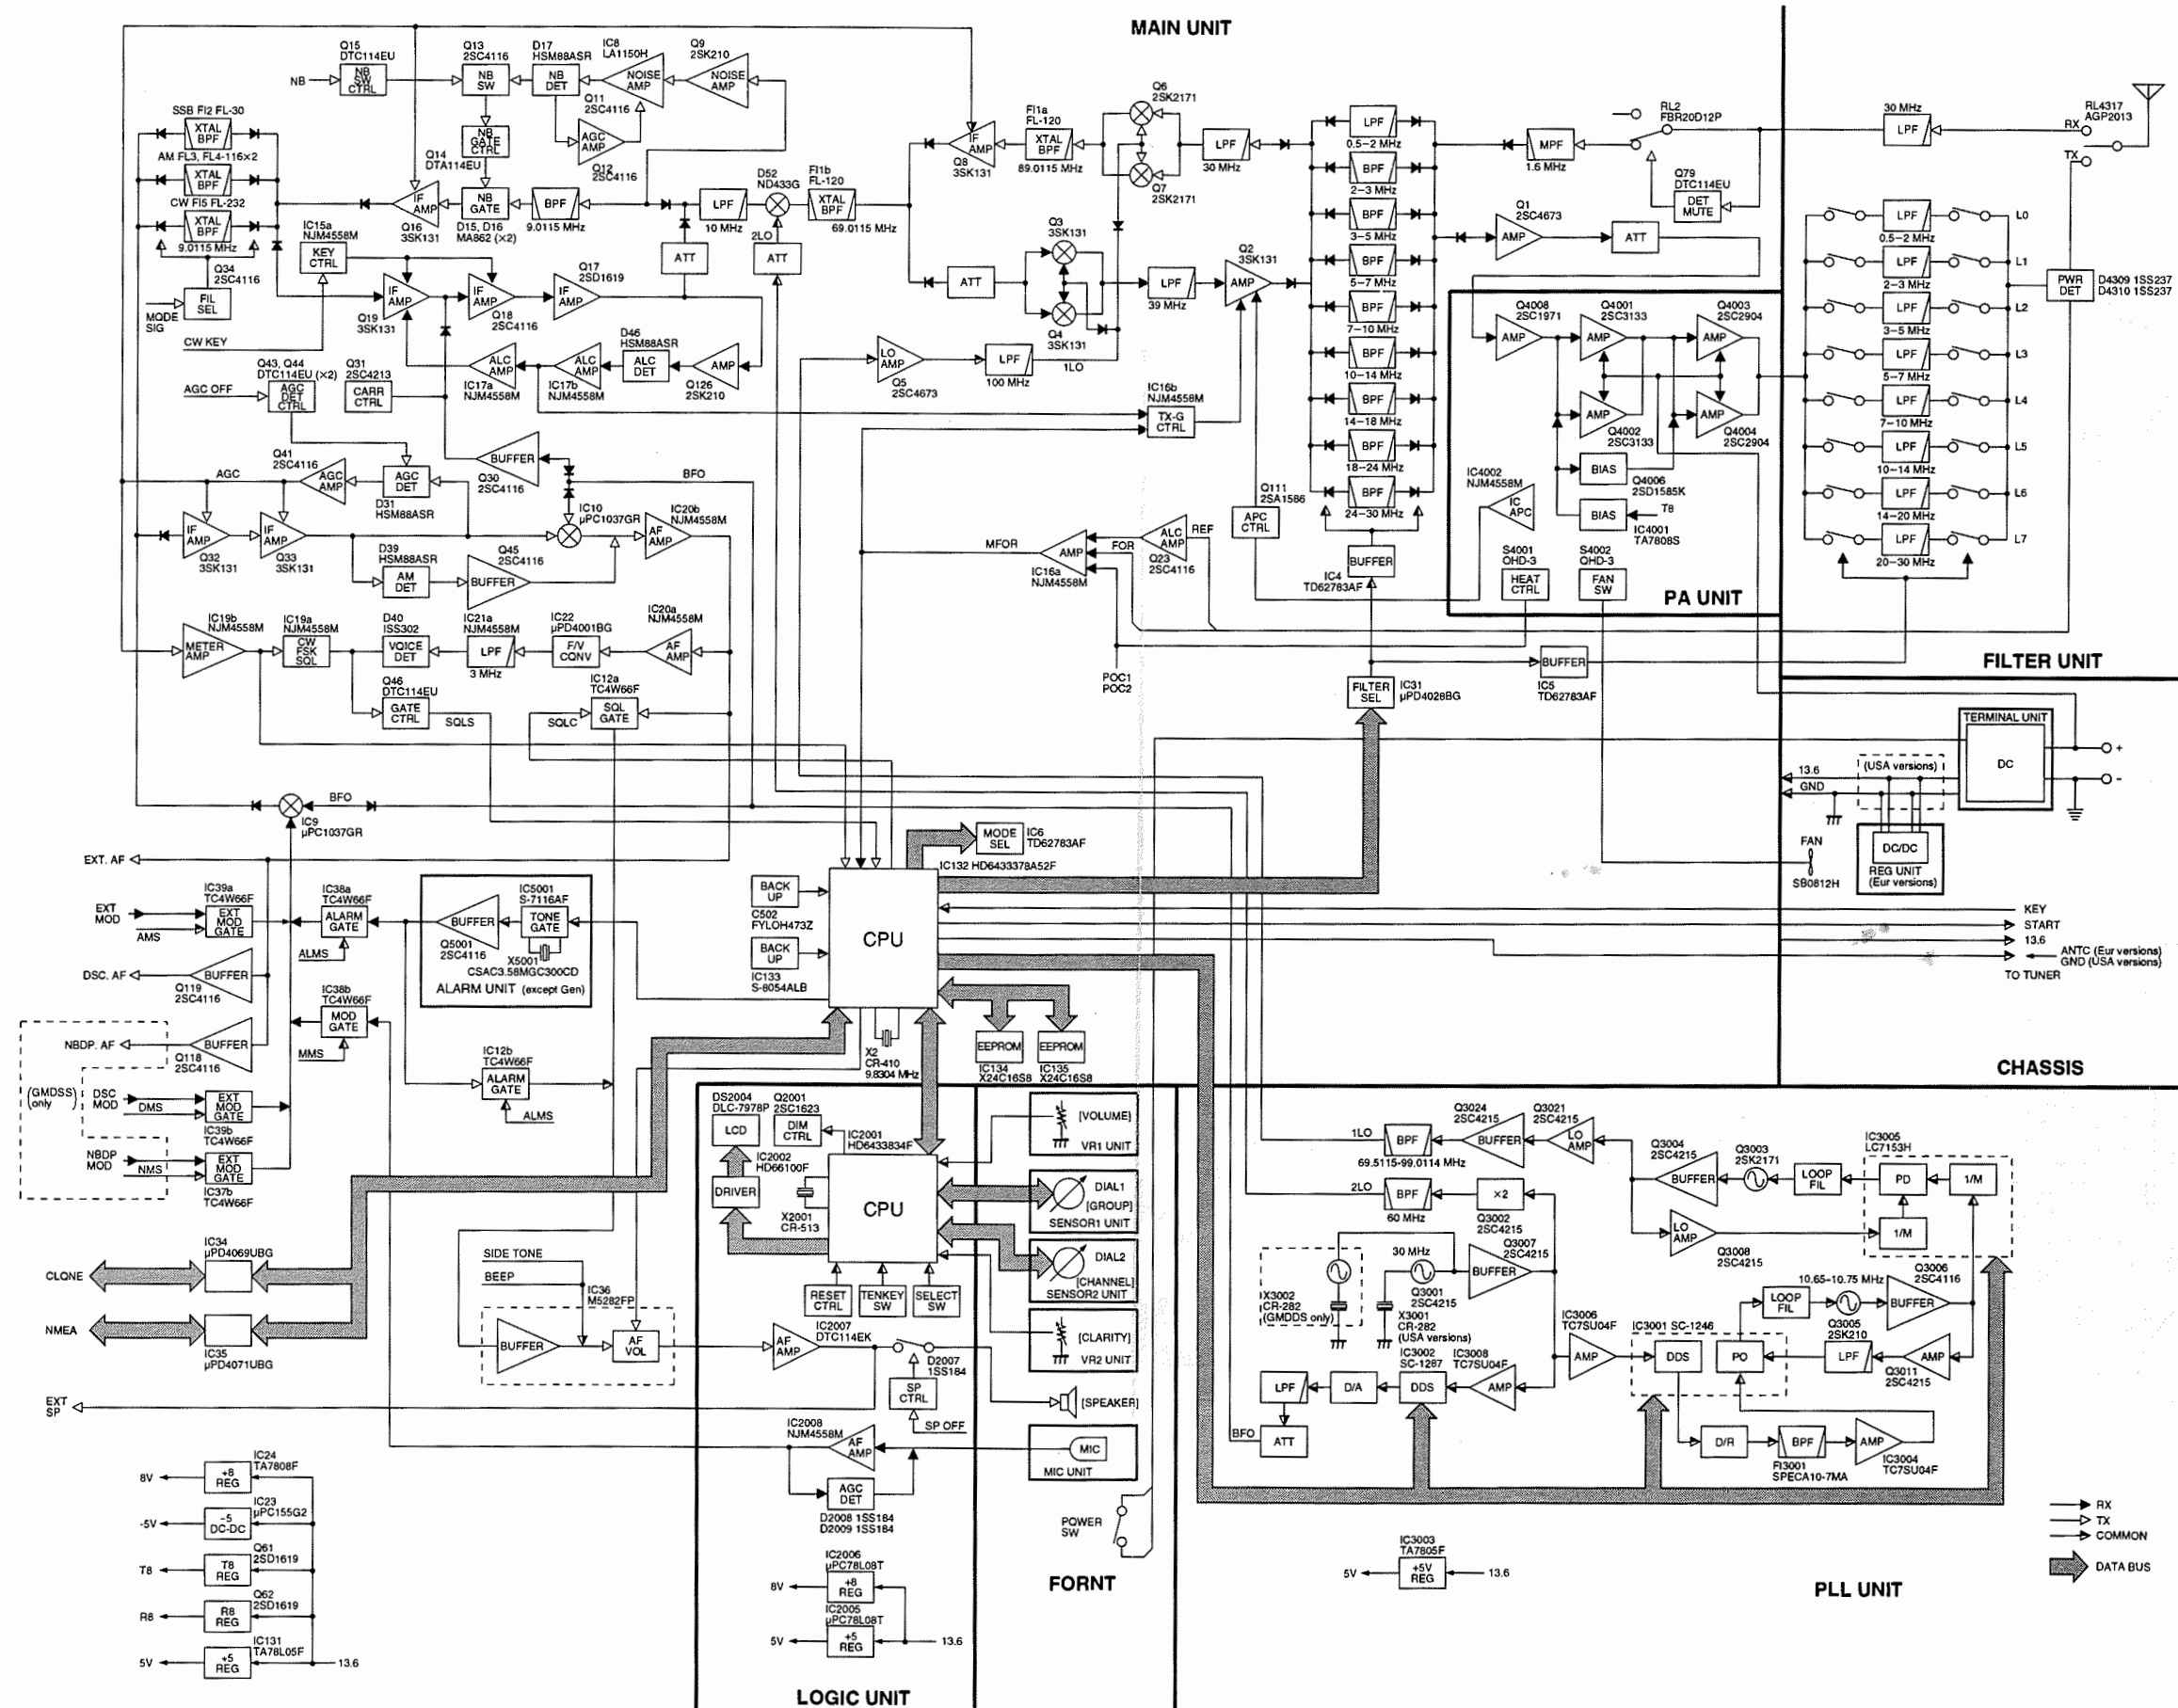 MAIN UNIT
Q15
DTC114EU
NB
NB
SW
CTRL
Q13
2SC4116
NB
SW
D17
HSM88ASR
NB
DET
IC8
LA1150H
NOISE
AMP
Q9
2SK210
NOISE
AMP
Q11
2SC4116
AGC
AMP
Q12
2SC4116
NB
GATE
CTRL
Q14
DTA114EU
SSB FI2 FL-30
XTAL
BPF
AM FL3, FL4-116×2
XTAL
BPF
CW FI5 FL-232
XTAL
BPF
9.0115 MHz
IF
AMP
Q16
3SK131
NB
GATE
D15, D16
MA862 (×2)
BPF
9.0115 MHz
LPF
10 MHz
D52
ND433G
2LO
FI1b
FL-120
XTAL
BPF
69.0115 MHz
ATT
ATT
IF
AMP
Q8
3SK131
FI1a
FL-120
XTAL
BPF
89.0115 MHz
Q6
2SK2171
Q7
2SK2171
LPF
30 MHz
LPF
0.5-2 MHz
BPF
2-3 MHz
BPF
3-5 MHz
BPF
5-7 MHz
BPF
7-10 MHz
BPF
10-14 MHz
BPF
14-18 MHz
BPF
18-24 MHz
BPF
24-30 MHz
MPF
1.6 MHz
RL2
FBR20D12P
Q79
DTC114EU
DET
MUTE
30 MHz
LPF
RX
TX
RL4317
AGP2013
Q1
2SC4673
AMP
ATT
LPF
0.5-2 MHz
L0
LPF
2-3 MHz
L1
LPF
3-5 MHz
L2
LPF
5-7 MHz
L3
LPF
7-10 MHz
L4
LPF
10-14 MHz
L5
LPF
14-20 MHz
L6
LPF
20-30 MHz
L7
PWR
DET
D4309 1SS237
D4310 1SS237
FILTER UNIT
Q4008
2SC1971
AMP
Q4001
2SC3133
AMP
Q4003
2SC2904
AMP
AMP
Q4002
2SC3133
AMP
Q4004
2SC2904
BIAS
Q4006
2SD1585K
BIAS
T8
IC4001
TA7808S
IC4002
NJM4558M
IC
APC
S4001
OHD-3
HEAT
CTRL
S4002
OHD-3
FAN
SW
PA UNIT
IC15a
NJM4558M
KEY
CTRL
Q34
2SC4116
FIL
SEL
MODE
SIG
CW KEY
IF
AMP
Q19
3SK131
IF
AMP
Q18
2SC4116
Q17
2SD1619
IF
AMP
Q43, Q44
DTC114EU (×2)
AGC OFF
AGC
DET
CTRL
Q31
2SC4213
CARR
CTRL
ALC
AMP
IC17a
NJM4558M
ALC
AMP
IC17b
NJM4558M
D46
HSM88ASR
ALC
DET
AMP
Q126
2SK210
ATT
Q3
3SK131
Q4
3SK131
LPF
39 MHz
Q2
3SK131
AMP
LO
AMP
Q5
2SC4673
LPF
100 MHz
1LO
IC16b
NJM4558M
TX-G
CTRL
Q41
2SC4116
AGC
AGC
AMP
AGC
DET
D31
HSM88ASR
BUFFER
Q30
2SC4116
BFO
IF
AMP
Q32
3SK131
IF
AMP
Q33
3SK131
IC10
µPC1037GR
IC20b
NJM4558M
AF
AMP
D39
HSM88ASR
AM
DET
Q45
2SC4116
BUFFER
Q111
2SA1586
APC
CTRL
MFOR
AMP
IC16a
NJM4558M
FOR
ALC
AMP
REF
Q23
2SC4116
POC1
POC2
BUFFER
IC4
TD62783AF
FILTER
SEL
IC31
µPD4028BG
BUFFER
IC5
TD62783AF
IC19b
NJM4558M
METER
AMP
IC19a
NJM4558M
CW
FSK
SQL
D40
ISS302
VOICE
DET
IC21a
NJM4558M
LPF
3 MHz
IC22
µPD4001BG
F/V
CONV
IC20a
NJM4558M
AF
AMP
Q46
DTC114EU
GATE
CTRL
SQLS
IC12a
TC4W66F
SQLC
SQL
GATE
BFO
IC9
µPC1037GR
EXT. AF
IC39a
TC4W66F
EXT
MOD
AMS
EXT
MOD
GATE
IC38a
TC4W66F
ALARM
GATE
ALMS
DSC. AF
BUFFER
Q119
2SC4116
NBDP. AF
BUFFER
Q118
2SC4116
IC38b
TC4W66F
MOD
GATE
MMS
(GMDSS
only)
DSC
MOD
DMS
EXT
MOD
GATE
IC39b
TC4W66F
NBDP
MOD
NMS
EXT
MOD
GATE
IC37b
TC4W66F
BUFFER
Q5001
2SC4116
IC5001
S-7116AF
TONE
GATE
X5001
CSAC3.58MGC300CD
ALARM UNIT (except Gen)
IC12b
TC4W66F
ALARM
GATE
ALMS
BACK
UP
C502
FYLOH473Z
BACK
UP
IC133
S-8054ALB
MODE
SEL
IC6
TD62783AF
IC132 HD6433378A52F
CPU
X2
CR-410
9.8304 MHz
EEPROM
IC134
X24C16S8
EEPROM
IC135
X24C16S8
TERMINAL UNIT
DC
+
-
(USA versions)
13.6
GND
DC/DC
REG UNIT
(Eur versions)
FAN
SB0812H
KEY
START
13.6
ANTC (Eur versions)
GND (USA versions)
TO TUNER
CHASSIS
CLONE
IC34
µPD4069UBG
NMEA
IC35
µPD4071UBG
EXT
SP
SIDE TONE
BEEP
IC36
M5282FP
BUFFER
AF
VOL
DS2004
DLC-7978P
LCD
Q2001
2SC1623
DIM
CTRL
IC2001
HD6433834F
IC2002
HD66100F
DRIVER
X2001
CR-513
CPU
RESET
CTRL
TENKEY
SW
SELECT
SW
AF
AMP
IC2007
DTC114EK
D2007
1SS184
SP
CTRL
SP OFF
IC2008
NJM4558M
AF
AMP
AGC
DET
D2008 1SS184
D2009 1SS184
IC2006
µPC78L08T
8V
+8
REG
IC2005
µPC78L08T
5V
+5
REG
13.6
LOGIC UNIT
[VOLUME]
VR1 UNIT
DIAL1
[GROUP]
SENSOR1 UNIT
DIAL2
[CHANNEL]
SENSOR2 UNIT
[CLARITY]
VR2 UNIT
[SPEAKER]
MIC
MIC UNIT
POWER
SW
FORNT
8V
+8
REG
IC24
TA7808F
-5V
-5
DC-DC
IC23
µPC155G2
T8
T8
REG
Q61
2SD1619
R8
R8
REG
Q62
2SD1619
5V
+5
REG
IC131
TA78L05F
13.6
1LO
BPF
69.5115-99.0114 MHz
Q3024
2SC4215
BUFFER
Q3021
2SC4215
LO
AMP
Q3004
2SC4215
BUFFER
Q3003
2SK2171
LOOP
FIL
IC3005
LC7153H
PD
1/M
1/M
LO
AMP
Q3008
2SC4215
2LO
BPF
60 MHz
×2
Q3002
2SC4215
Q3007
2SC4215
BUFFER
30 MHz
Q3001
2SC4215
X3002
CR-282
(GMDDS only)
X3001
CR-282
(USA versions)
10.65-10.75 MHz
LOOP
FIL
Q3005
2SK210
Q3006
2SC4116
BUFFER
IC3006
TC7SU04F
AMP
IC3001 SC-1246
DDS
PO
LPF
AMP
Q3011
2SC4215
LPF
D/A
IC3002
SC-1287
DDS
IC3008
TC7SU04F
AMP
BFO
ATT
D/R
BPF
FI3001
SPECA10-7MA
AMP
IC3004
TC7SU04F
IC3003
TA7805F
5V
+5V
REG
13.6
PLL UNIT
RX
TX
COMMON
DATA BUS